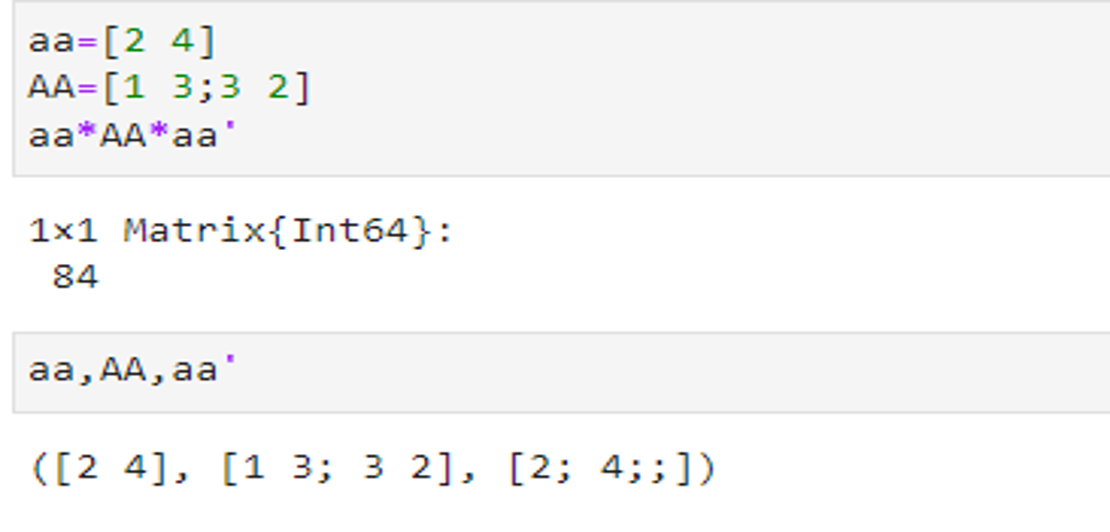 aa=[2 4]
AA=[1 3;3 2]
aa*AA*aa'
1×1 Matrix{Int64}:
 84
aa,AA,aa'
([2 4], [1 3; 3 2], [2; 4;;])